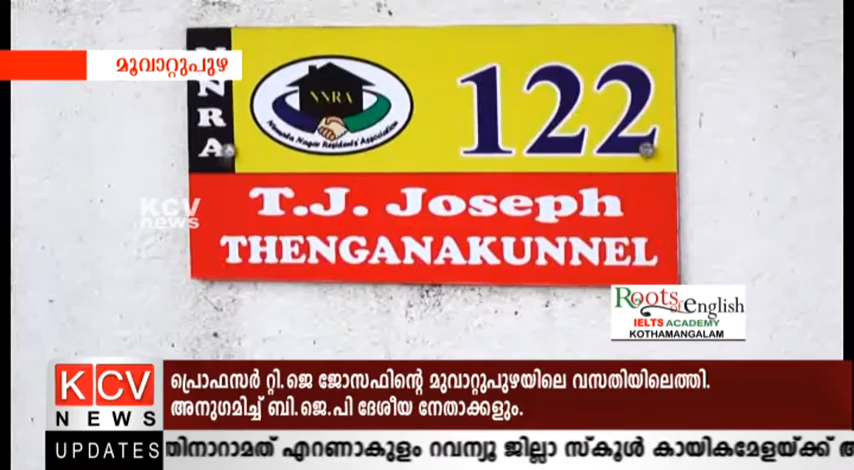 മൂവാറ്റുപുഴ
NNRA
NNRA
Nirmala Nagar Residents' Association
122
T.J. Joseph
THENGANAKUNNEL
KCV
news
Roots of English
IELTS ACADEMY
KOTHAMANGALAM
KCV
NEWS
പ്രൊഫസർ റ്റി.ജെ ജോസഫിന്റെ മൂവാറ്റുപുഴയിലെ വസതിയിലെത്തി.
അനുഗമിച്ച് ബി.ജെ.പി ദേശീയ നേതാക്കളും.
UPDATES
തിനാറാമത് എറണാകുളം റവന്യൂ ജില്ലാ സ്കൂൾ കായികമേളയ്ക്ക്